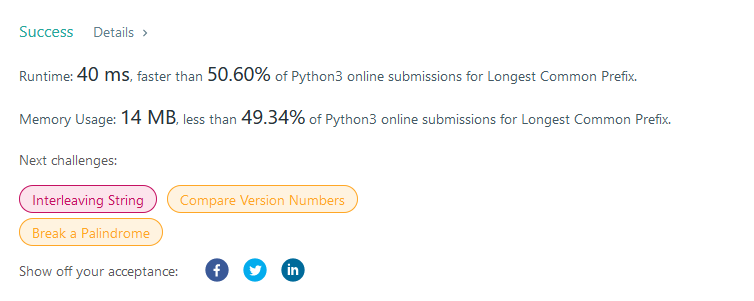 Success Details >
Runtime: 40 ms, faster than 50.60% of Python3 online submissions for Longest Common Prefix.
Memory Usage: 14 MB, less than 49.34% of Python3 online submissions for Longest Common Prefix.
Next challenges:
Interleaving String Compare Version Numbers
Break a Palindrome
Show off your acceptance: f in